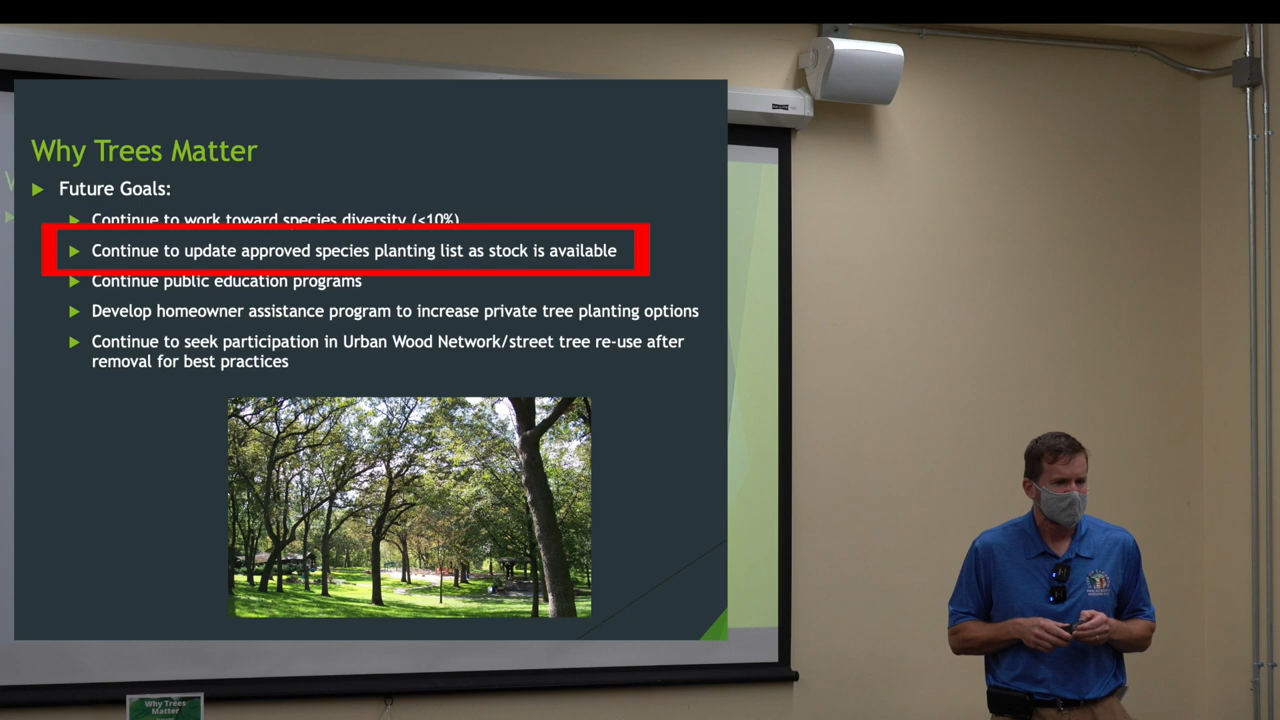 Why Trees Matter
Future Goals:
Continue to work toward species diversity (<10%)
Continue to update approved species planting list as stock is available
Continue public education programs
Develop homeowner assistance program to increase private tree planting options
Continue to seek participation in Urban Wood Network/street tree re-use after
removal for best practices
Why Trees
Matter